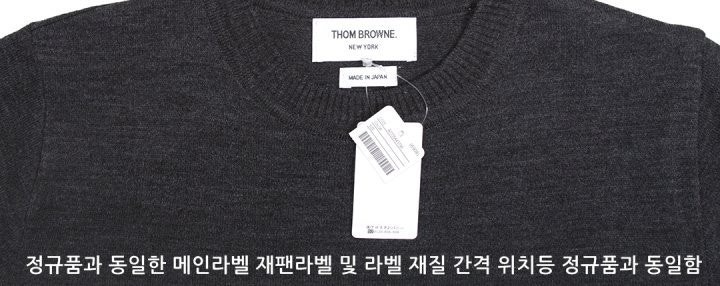 THOM BROWNE.
NEW YORK
MADE IN JAPAN
정규품과 동일한 메인라벨 재팬라벨 및 라벨 재질 간격 위치등 정규품과 동일함